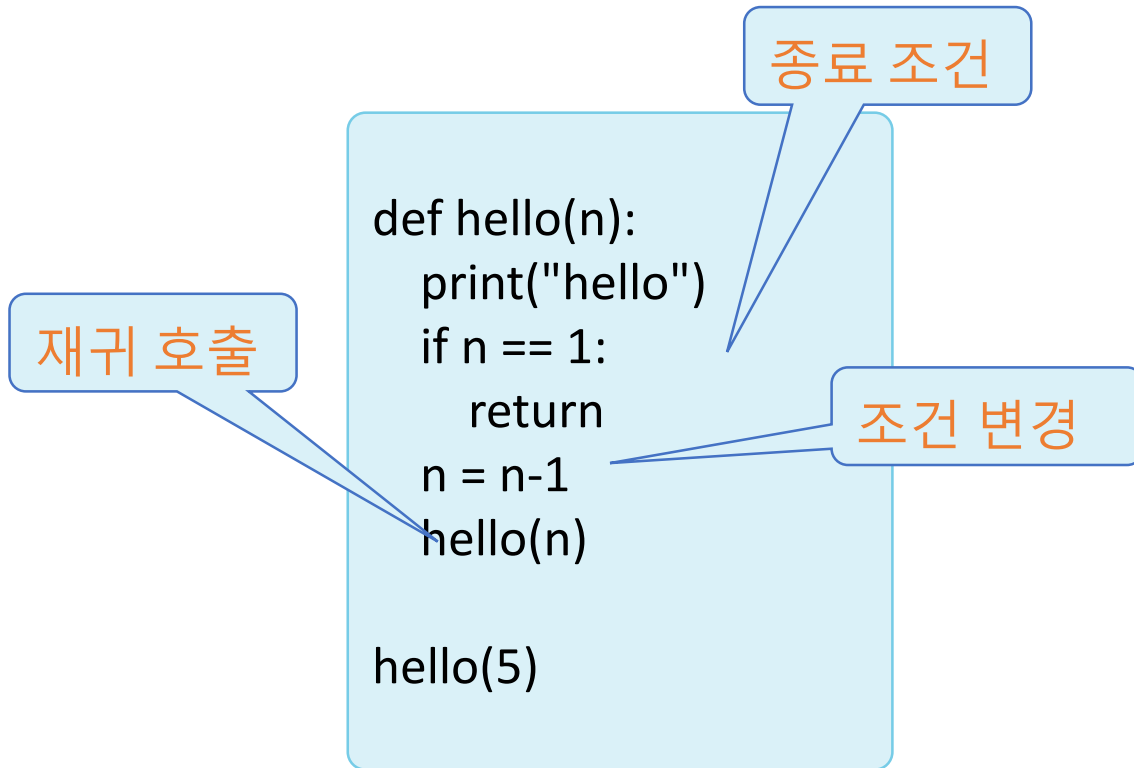 종료 조건
def hello(n):
    print("hello")
    if n == 1:
        return
    n = n-1
    hello(n)
hello(5)
재귀 호출
조건 변경